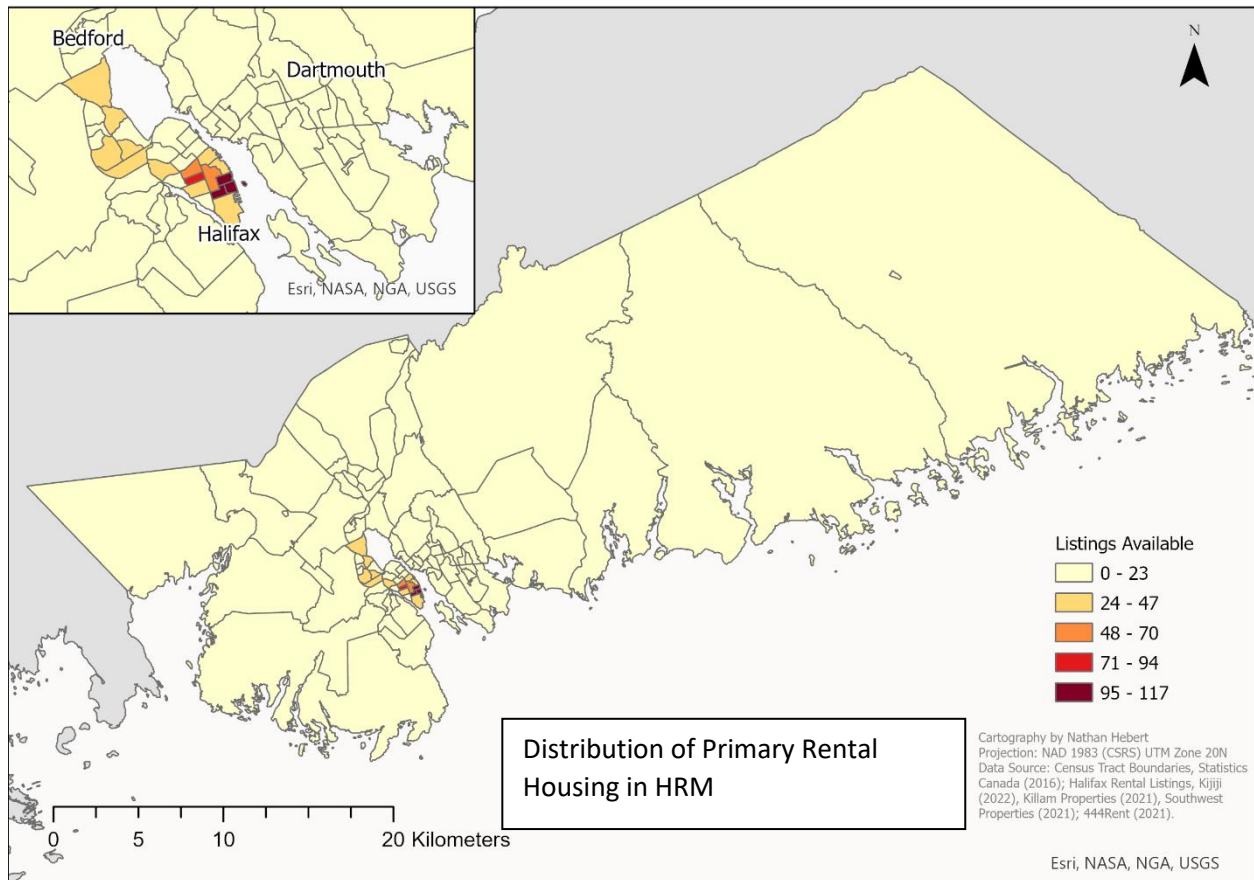 Bedford
Dartmouth
Halifax
Esri, NASA, NGA, USGS
N
Listings Available
0 - 23
24 - 47
48 - 70
71 - 94
95 - 117
Distribution of Primary Rental
Housing in HRM
Cartography by Nathan Hebert
Projection: NAD 1983 (CSRS) UTM Zone 20N
Data Source: Census Tract Boundaries, Statistics
Canada (2016); Halifax Rental Listings, Kijiji
(2022), Killam Properties (2021), Southwest
Properties (2021); 444Rent (2021).
0 5 10 20 Kilometers
Esri, NASA, NGA, USGS